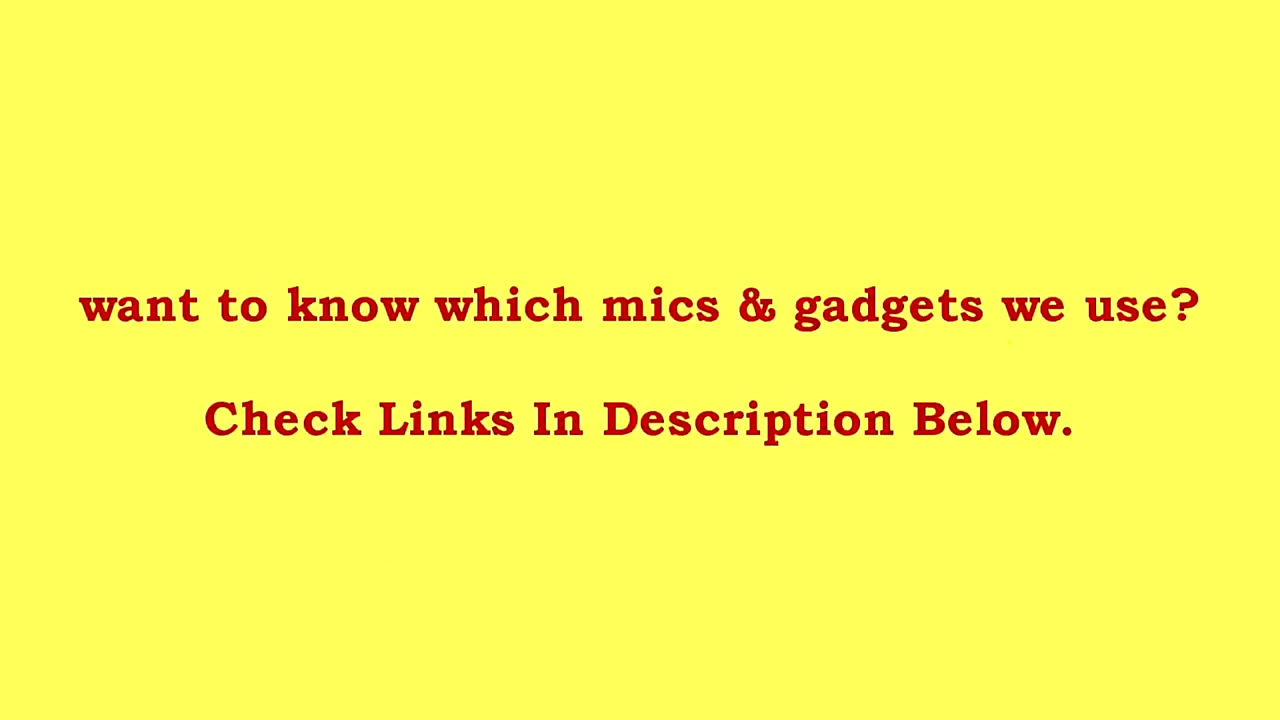 want to know which mics & gadgets we use?
Check Links In Description Below.